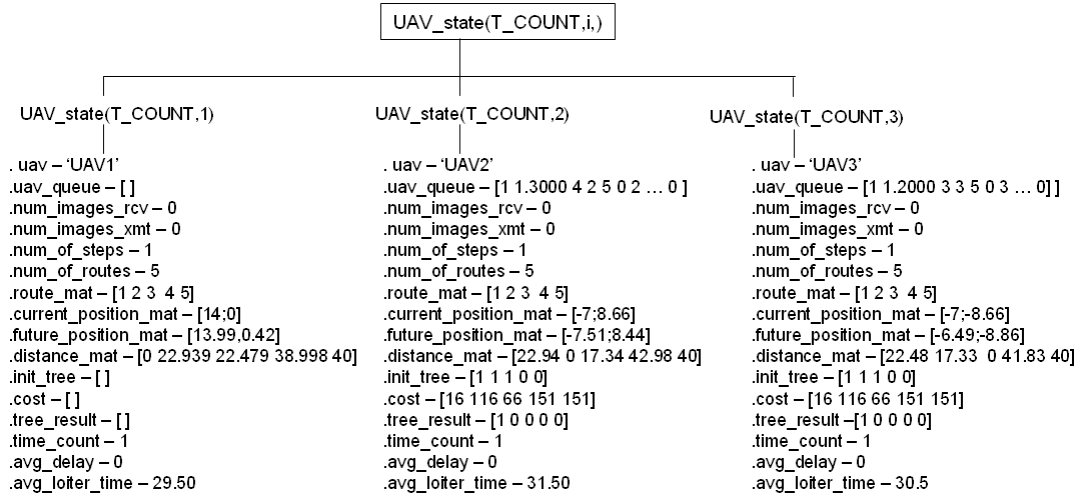 UAV_state(T_COUNT,i,)
UAV_state(T_COUNT,1)
. uav – ‘UAV1’
.uav_queue – [ ]
.num_images_rcv – 0
.num_images_xmt – 0
.num_of_steps – 1
.num_of_routes – 5
.route_mat – [1 2 3  4 5]
.current_position_mat – [14;0]
.future_position_mat – [13.99,0.42]
.distance_mat – [0 22.939 22.479 38.998 40]
.init_tree – [ ]
.cost – [ ]
.tree_result – [ ]
.time_count – 1
.avg_delay – 0
.avg_loiter_time – 29.50
UAV_state(T_COUNT,2)
. uav – ‘UAV2’
.uav_queue – [1 1.3000 4 2 5 0 2 … 0 ]
.num_images_rcv – 0
.num_images_xmt – 0
.num_of_steps – 1
.num_of_routes – 5
.route_mat – [1 2 3  4 5]
.current_position_mat – [-7;8.66]
.future_position_mat – [-7.51;8.44]
.distance_mat – [22.94 0 17.34 42.98 40]
.init_tree – [1 1 1 0 0]
.cost – [16 116 66 151 151]
.tree_result – [1 0 0 0 0]
.time_count – 1
.avg_delay – 0
.avg_loiter_time – 31.50
UAV_state(T_COUNT,3)
. uav – ‘UAV3’
.uav_queue – [1 1.2000 3 3 5 0 3 … 0] ]
.num_images_rcv – 0
.num_images_xmt – 0
.num_of_steps – 1
.num_of_routes – 5
.route_mat – [1 2 3  4 5]
.current_position_mat – [-7;-8.66]
.future_position_mat – [-6.49;-8.86]
.distance_mat – [22.48 17.33  0 41.83 40]
.init_tree – [1 1 1 0 0]
.cost – [16 116 66 151 151]
.tree_result –[1 0 0 0 0]
.time_count – 1
.avg_delay – 0
.avg_loiter_time – 30.5